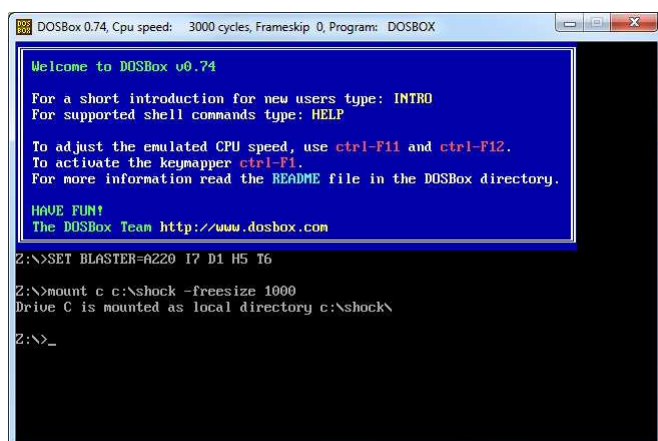 DOSBox 0.74, Cpu speed: 3000 cycles, Frameskip 0, Program: DOSBOX
Welcome to DOSBox v0.74
For a short introduction for new users type: INTRO
For supported shell commands type: HELP
To adjust the emulated CPU speed, use ctrl-F11 and ctrl-F12.
To activate the keymapper ctrl-F1.
For more information read the README file in the DOSBox directory.
HAVE FUN!
The DOSBox Team http://www.dosbox.com
Z:\>SET BLASTER=A220 I7 D1 H5 T6
Z:\>mount c c:\shock -freesize 1000
Drive C is mounted as local directory c:\shock\
Z:\>_